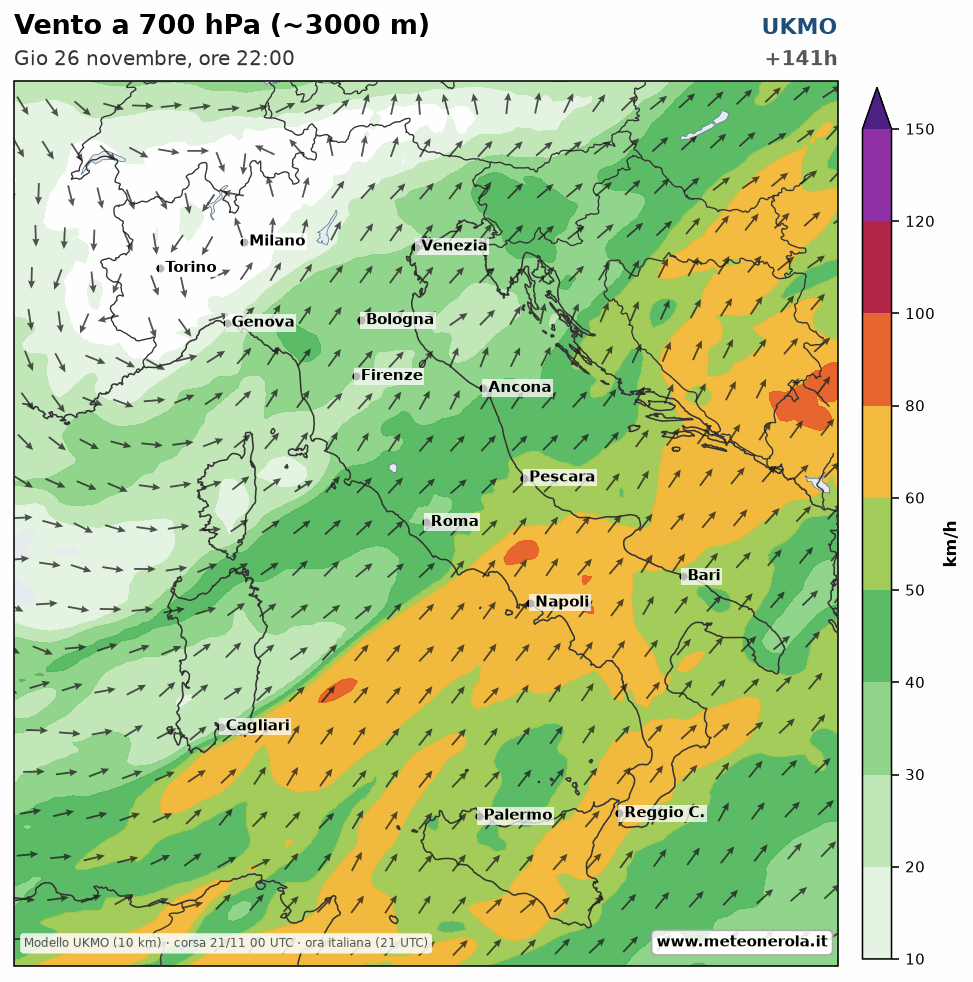 Vento a 700 hPa (~3000 m)
UKMO
Gio 26 novembre, ore 22:00
+141h
150
120
100
80
60
50
40
30
20
10
km/h
Milano
Venezia
Torino
Genova
Bologna
Firenze
Ancona
Pescara
Roma
Bari
Napoli
Cagliari
Palermo
Reggio C.
Modello UKMO (10 km) · corsa 21/11 00 UTC · ora italiana (21 UTC)
www.meteonerola.it